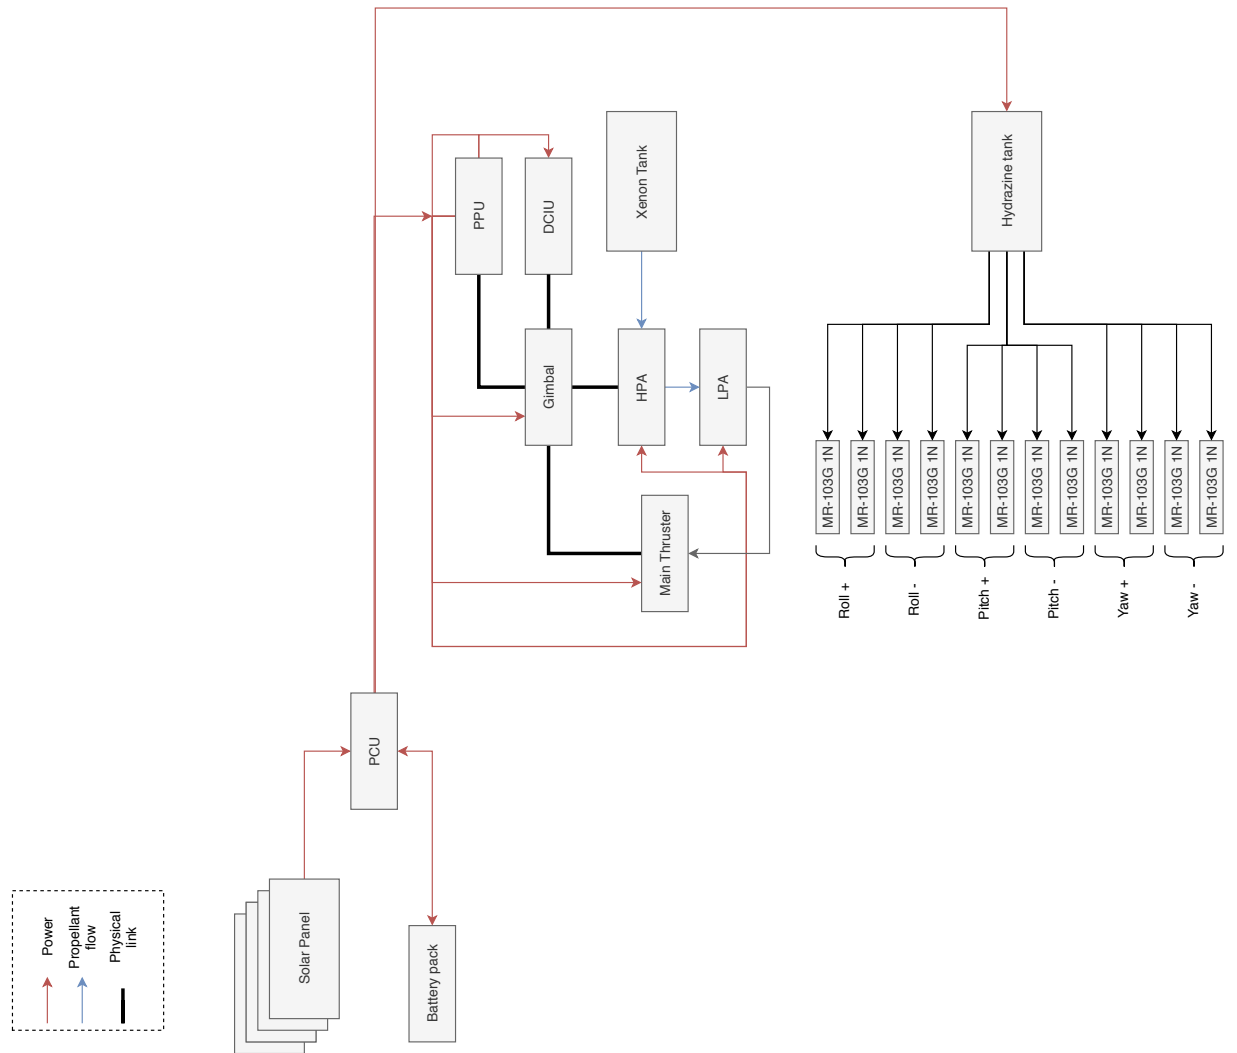 Power
Propellant
flow
Physical
link
Solar Panel
Battery pack
PCU
PPU
DCIU
Xenon Tank
Gimbal
HPA
LPA
Main Thruster
Hydrazine tank
MR-103G 1N
MR-103G 1N
MR-103G 1N
MR-103G 1N
MR-103G 1N
MR-103G 1N
MR-103G 1N
MR-103G 1N
MR-103G 1N
MR-103G 1N
MR-103G 1N
MR-103G 1N
Roll +
Roll -
Pitch +
Pitch -
Yaw +
Yaw -